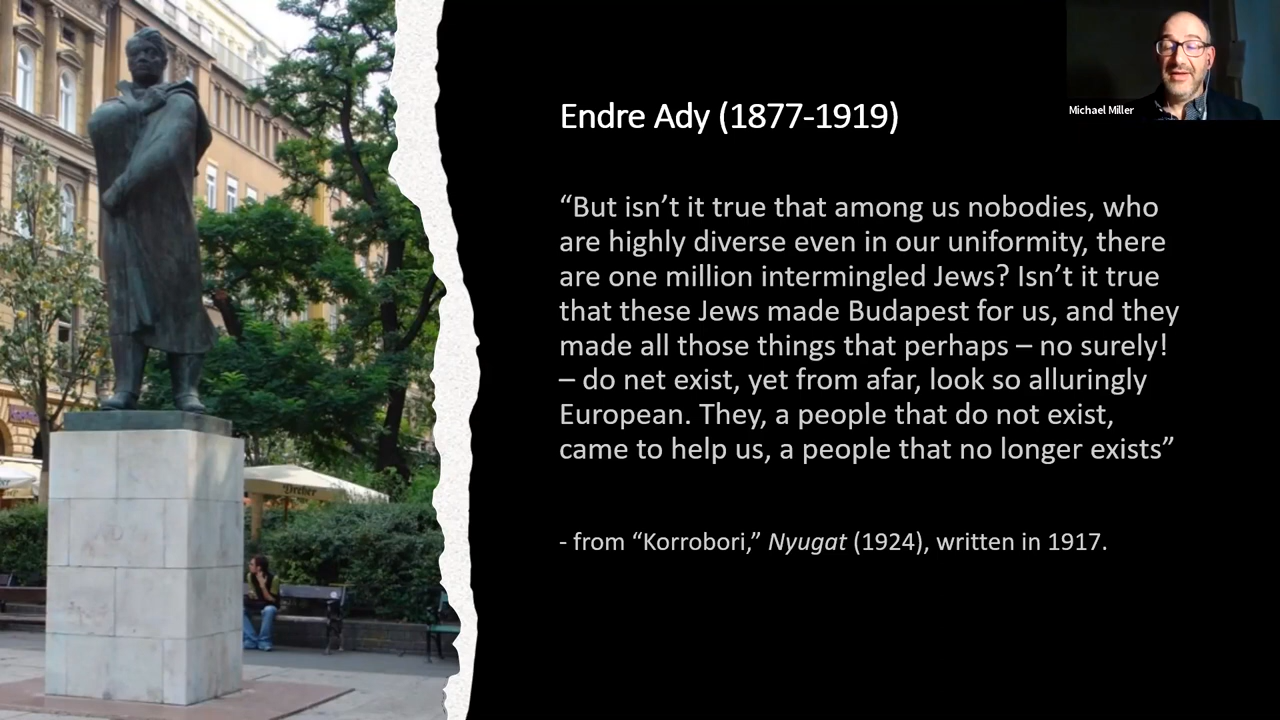 Endre Ady (1877-1919)
Michael Miller
“But isn’t it true that among us nobodies, who
are highly diverse even in our uniformity, there
are one million intermingled Jews? Isn’t it true
that these Jews made Budapest for us, and they
made all those things that perhaps – no surely!
– do net exist, yet from afar, look so alluringly
European. They, a people that do not exist,
came to help us, a people that no longer exists”
- from “Korrobori,” Nyugat (1924), written in 1917.
Dreher